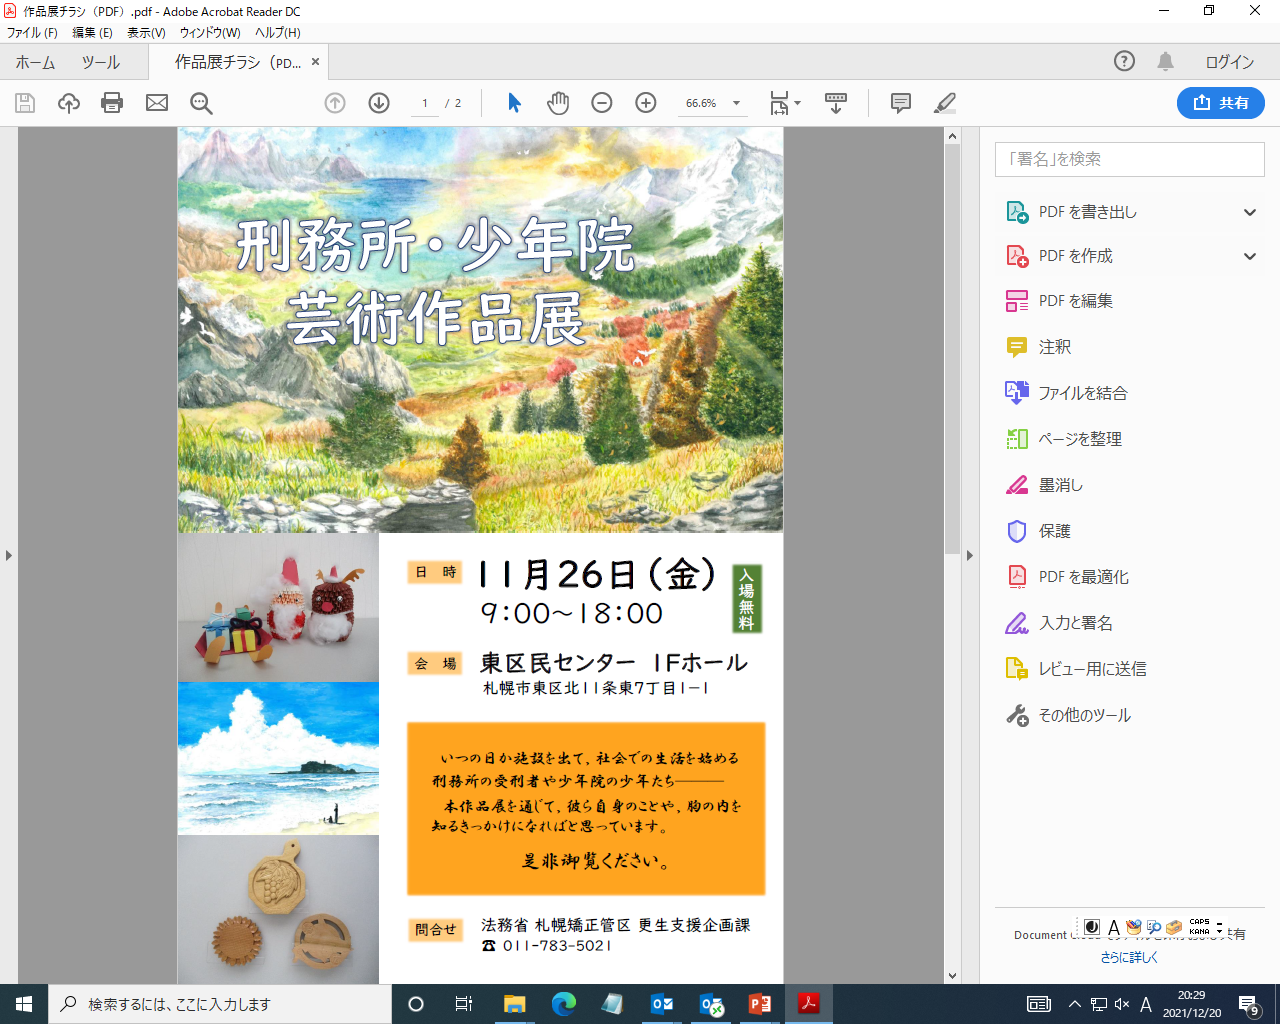 作品展チラシ（PDF）.pdf - Adobe Acrobat Reader DC
ファイル (F) 編集 (E) 表示(V) ウィンドウ(W) ヘルプ(H)
ホーム ツール 作品展チラシ（PD... × ログイン
1 / 2 66.6% 共有
刑務所・少年院
芸術作品展
日 時 11月26日（金）
9：00～18：00
入場無料
会 場 東区民センター 1Fホール
札幌市東区北11条東7丁目1－1
いつの日か施設を出て、社会での生活を始める
刑務所の受刑者や少年院の少年たち―――
本作品展を通じて、彼ら自身のことや、胸の内を
知るきっかけになればと思っています。
是非御覧ください。
問合せ 法務省 札幌矯正管区 更生支援企画課
☎ 011-783-5021
「署名」を検索
PDF を書き出し
PDF を作成
PDF を編集
注釈
ファイルを結合
ページを整理
墨消し
保護
PDF を最適化
入力と署名
レビュー用に送信
その他のツール
A CAPS
KANA
Document 共有
さらに詳しく
検索するには、ここに入力します
A 20:29
2021/12/20
9